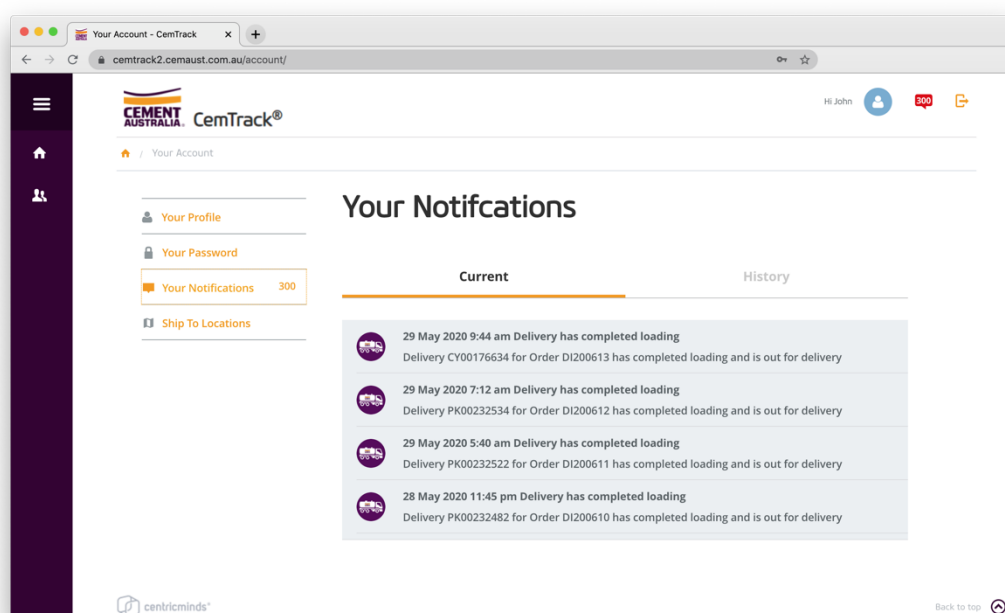 Your Account - CemTrack
cemtrack2.cemaust.com.au/account/
CEMENT
AUSTRALIA.
CemTrack®
Hi John
300
/ Your Account
Your Profile
Your Password
Your Notifications 300
Ship To Locations
Your Notifcations
Current History
29 May 2020 9:44 am Delivery has completed loading
Delivery CY00176634 for Order DI200613 has completed loading and is out for delivery
29 May 2020 7:12 am Delivery has completed loading
Delivery PK00232534 for Order DI200612 has completed loading and is out for delivery
29 May 2020 5:40 am Delivery has completed loading
Delivery PK00232522 for Order DI200611 has completed loading and is out for delivery
28 May 2020 11:45 pm Delivery has completed loading
Delivery PK00232482 for Order DI200610 has completed loading and is out for delivery
centricminds®
Back to top